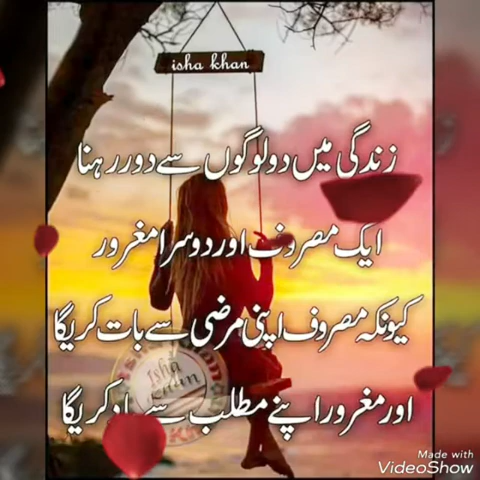 isha khan
زندگی میں دو لوگوں سے دور رہنا
ایک مصروف اور دوسرا مغرور
کیونکہ مصروف اپنی مرضی سے بات کریگا
اور مغرور اپنے مطلب سے یاد کریگا
Isha khan
Made with
VideoShow